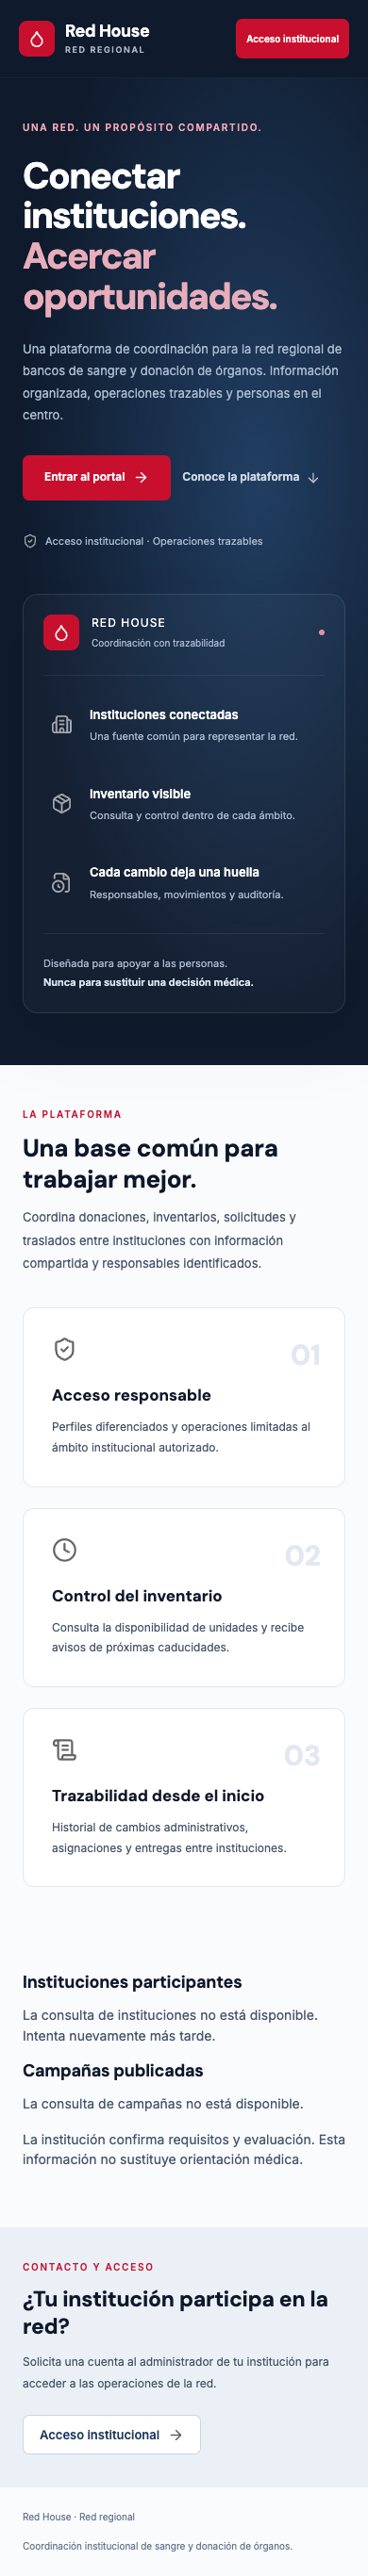 Red House
RED REGIONAL
Acceso institucional
UNA RED. UN PROPÓSITO COMPARTIDO.
Conectar
instituciones.
Acercar
oportunidades.
Una plataforma de coordinación para la red regional de
bancos de sangre y donación de órganos. Información
organizada, operaciones trazables y personas en el
centro.
Entrar al portal
Conoce la plataforma
Acceso institucional · Operaciones trazables
RED HOUSE
Coordinación con trazabilidad
Instituciones conectadas
Una fuente común para representar la red.
Inventario visible
Consulta y control dentro de cada ámbito.
Cada cambio deja una huella
Responsables, movimientos y auditoría.
Diseñada para apoyar a las personas.
Nunca para sustituir una decisión médica.
LA PLATAFORMA
Una base común para
trabajar mejor.
Coordina donaciones, inventarios, solicitudes y
traslados entre instituciones con información
compartida y responsables identificados.
01
Acceso responsable
Perfiles diferenciados y operaciones limitadas al
ámbito institucional autorizado.
02
Control del inventario
Consulta la disponibilidad de unidades y recibe
avisos de próximas caducidades.
03
Trazabilidad desde el inicio
Historial de cambios administrativos,
asignaciones y entregas entre instituciones.
Instituciones participantes
La consulta de instituciones no está disponible.
Intenta nuevamente más tarde.
Campañas publicadas
La consulta de campañas no está disponible.
La institución confirma requisitos y evaluación. Esta
información no sustituye orientación médica.
CONTACTO Y ACCESO
¿Tu institución participa en la
red?
Solicita una cuenta al administrador de tu institución para
acceder a las operaciones de la red.
Acceso institucional
Red House · Red regional
Coordinación institucional de sangre y donación de órganos.